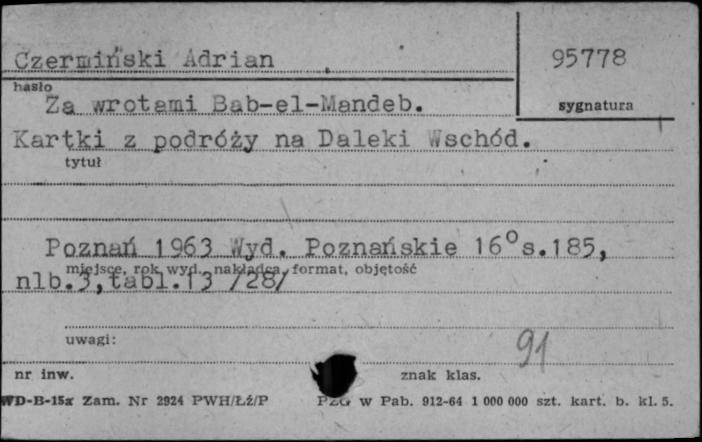 Czermiński Adrian
95778
hasło
sygnatura
Za wrotami Bab-el-Mandeb.
Kartki z podróży na Daleki Wschód.
tytuł
Poznań 1963 Wyd. Poznańskie 16° s.185,
miejsce, rok wyd., nakładca, format, objętość
nlb.3, tabl.13 /28/
uwagi:
91
nr inw.
znak klas.
WD-B-15x Zam. Nr 2924 PWH/Łź/P
PZG w Pab. 912-64 1 000 000 szt. kart. b. kl. 5.